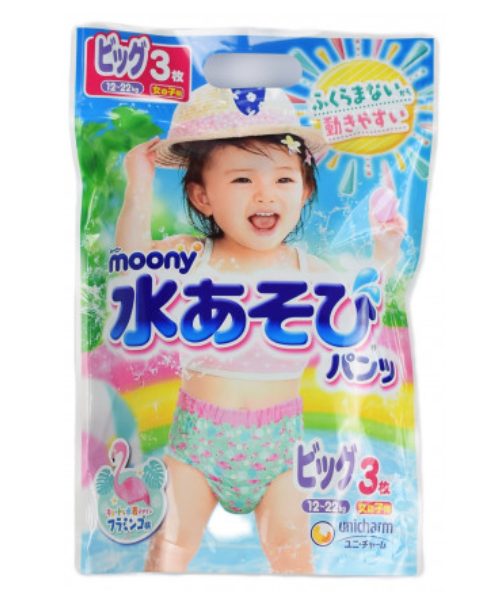 ビッグ3枚
12~22kg 女の子用
ふくらまないから
動きやすい
moony
水あそび
パンツ
ビッグ3枚
12~22kg 女の子用
unicharm
ユニ・チャーム
フラミンゴ柄